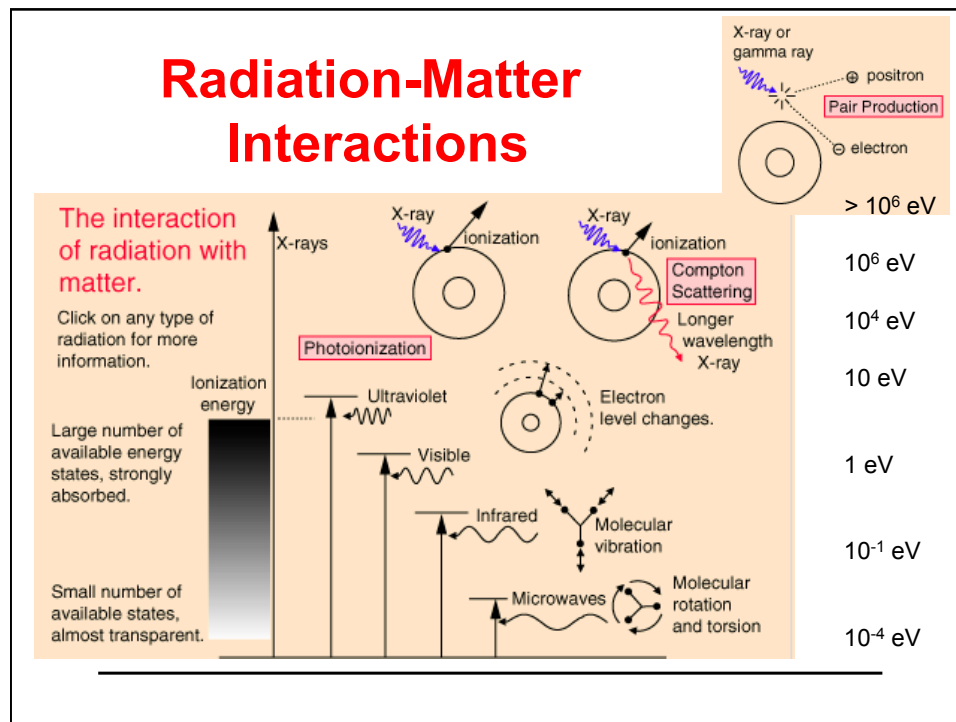 Radiation-Matter
Interactions
X-ray or
gamma ray
⊕ positron
Pair Production
⊖ electron
> 10⁶ eV
The interaction
of radiation with
matter.
Click on any type of
radiation for more
information.
X-rays
X-ray
ionization
Photoionization
X-ray
ionization
Compton
Scattering
Longer
wavelength
X-ray
10⁶ eV
10⁴ eV
10 eV
Ionization
energy
Large number of
available energy
states, strongly
absorbed.
Small number of
available states,
almost transparent.
Ultraviolet
Electron
level changes.
Visible
1 eV
Infrared
Molecular
vibration
10⁻¹ eV
Microwaves
Molecular
rotation
and torsion
10⁻⁴ eV